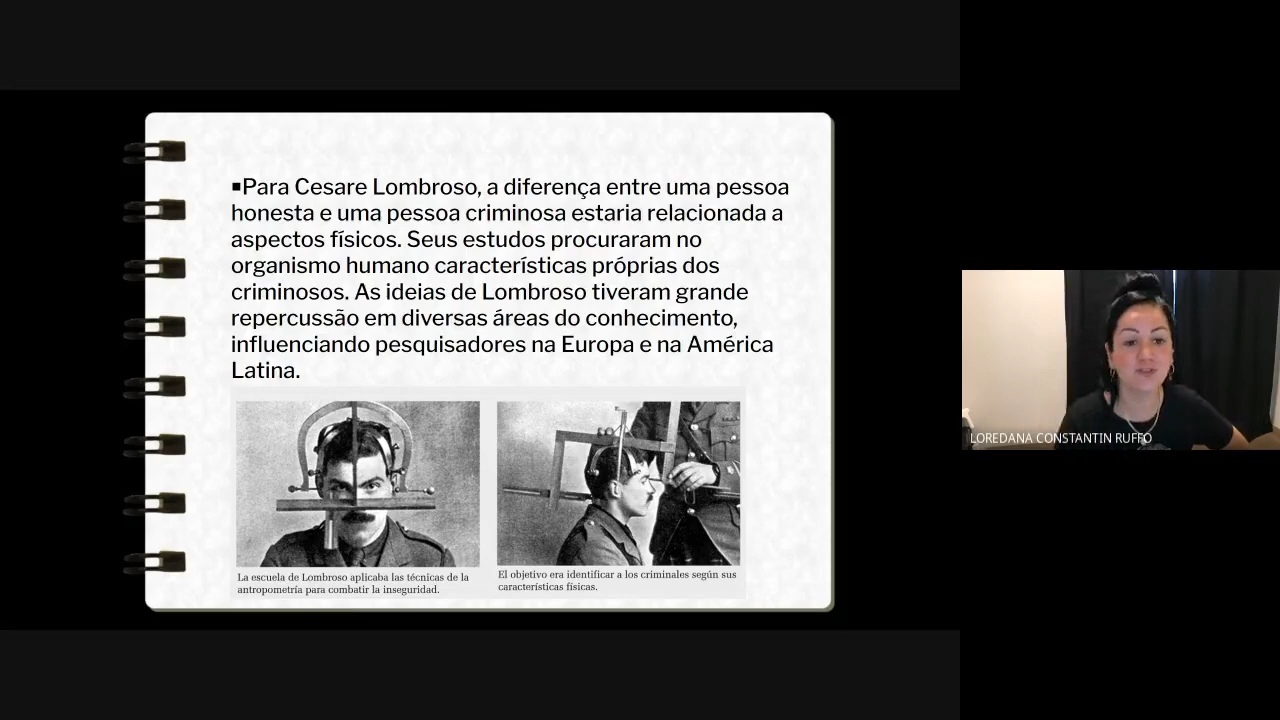 ▪Para Cesare Lombroso, a diferença entre uma pessoa
honesta e uma pessoa criminosa estaria relacionada a
aspectos físicos. Seus estudos procuraram no
organismo humano características próprias dos
criminosos. As ideias de Lombroso tiveram grande
repercussão em diversas áreas do conhecimento,
influenciando pesquisadores na Europa e na América
Latina.
La escuela de Lombroso aplicaba las técnicas de la
antropometría para combatir la inseguridad.
El objetivo era identificar a los criminales según sus
características físicas.
LOREDANA CONSTANTIN RUFFO